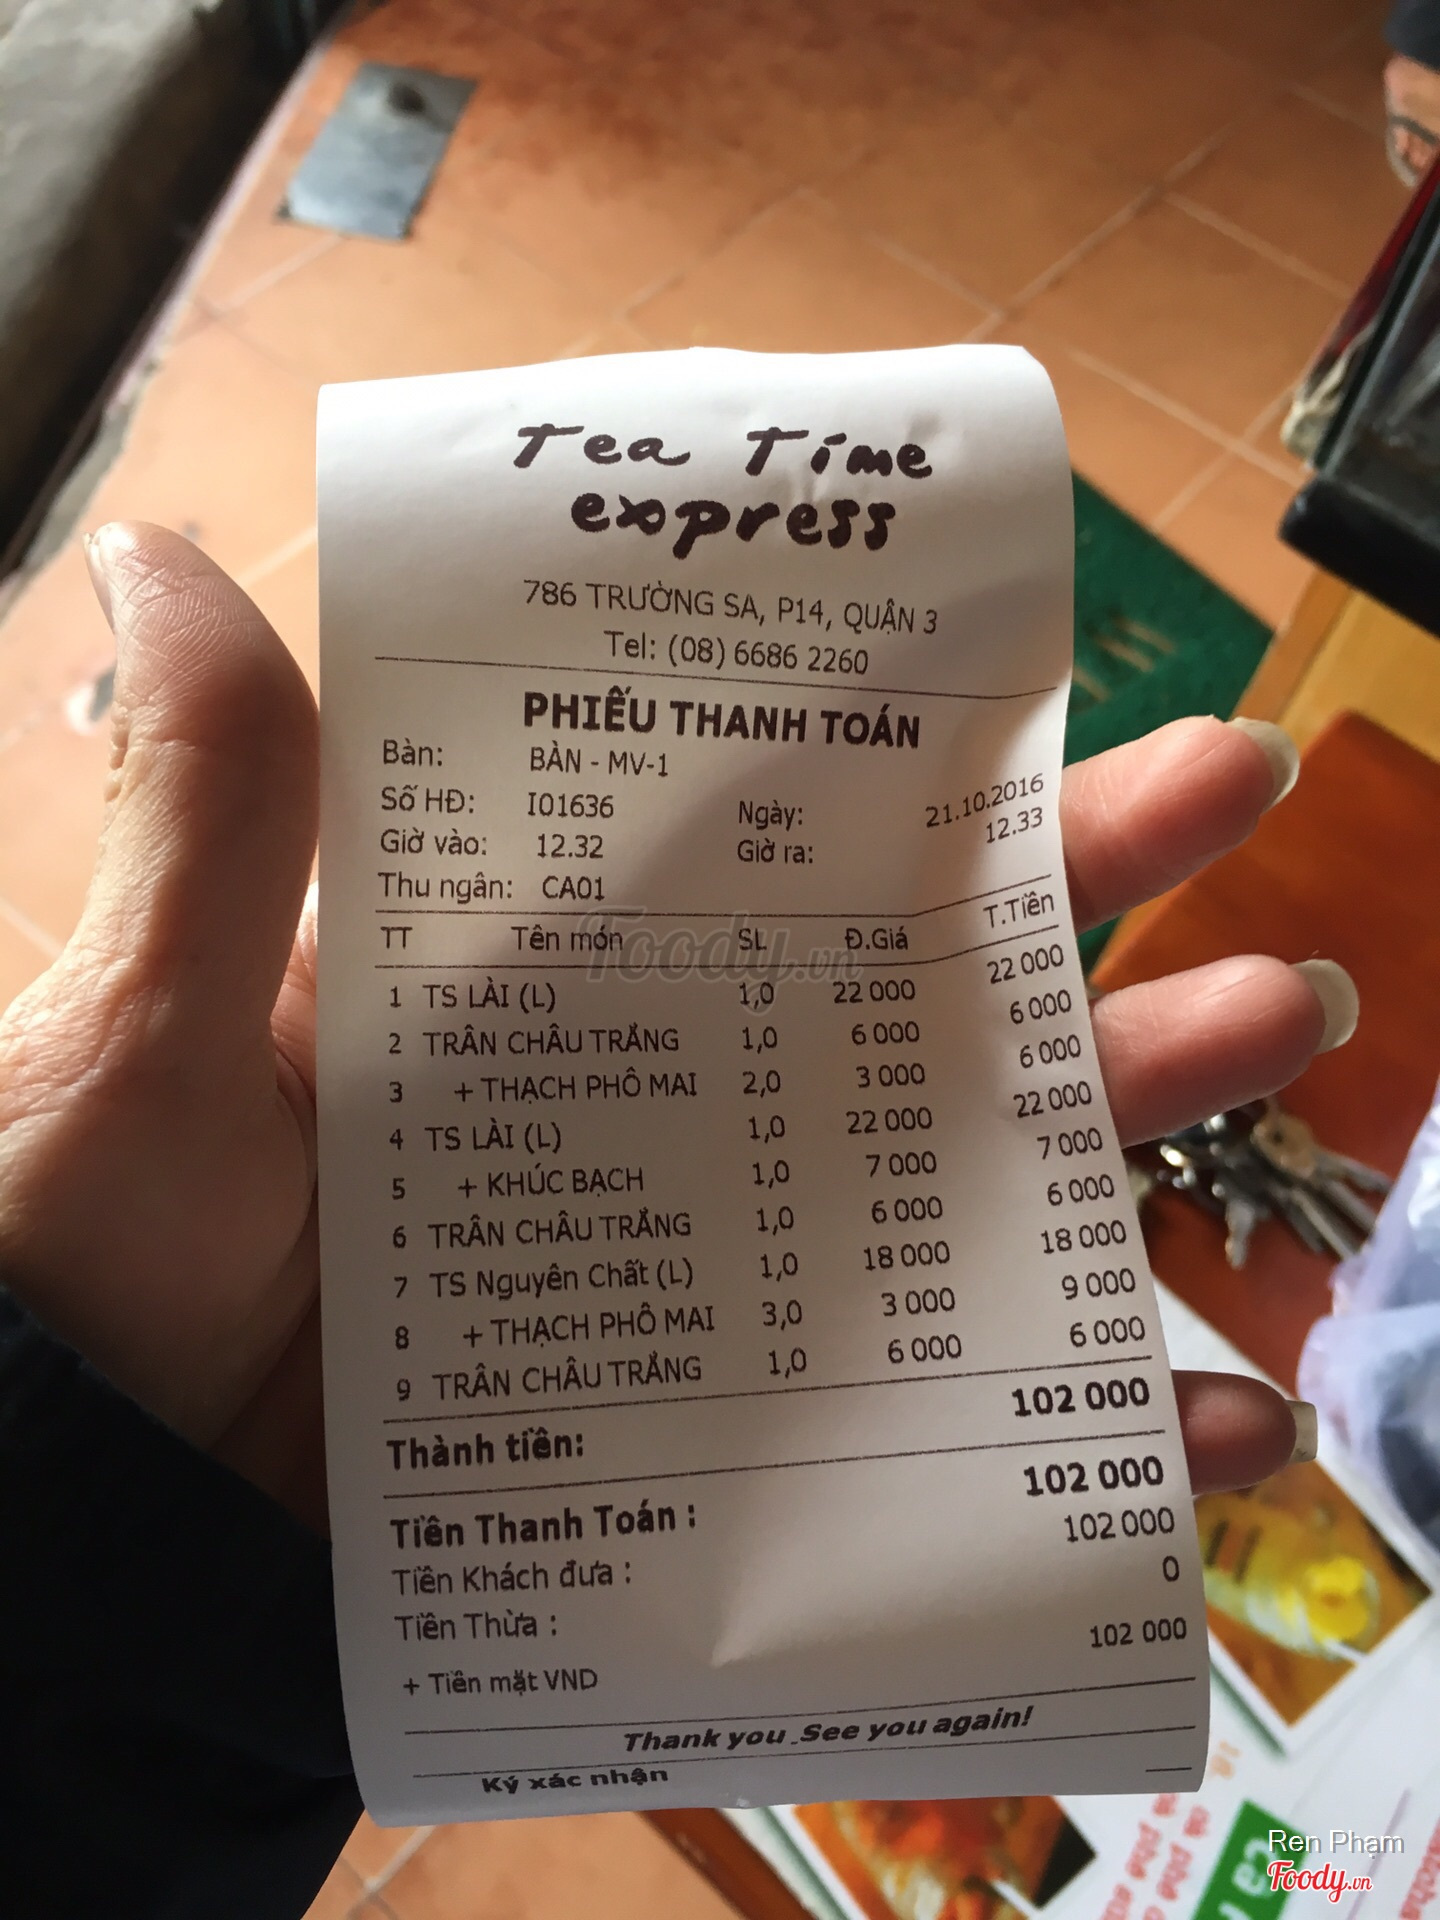 Tea Time
express
786 TRƯỜNG SA, P14, QUẬN 3
Tel: (08) 6686 2260
PHIẾU THANH TOÁN
Bàn: BÀN - MV-1
Số HĐ: I01636 Ngày: 21.10.2016
Giờ vào: 12.32 Giờ ra: 12.33
Thu ngân: CA01
TT Tên món SL Đ.Giá T.Tiền
1 TS LÀI (L) 1,0 22 000 22 000
2 TRÂN CHÂU TRẮNG 1,0 6 000 6 000
3 + THẠCH PHÔ MAI 2,0 3 000 6 000
4 TS LÀI (L) 1,0 22 000 22 000
5 + KHÚC BẠCH 1,0 7 000 7 000
6 TRÂN CHÂU TRẮNG 1,0 6 000 6 000
7 TS Nguyên Chất (L) 1,0 18 000 18 000
8 + THẠCH PHÔ MAI 3,0 3 000 9 000
9 TRÂN CHÂU TRẮNG 1,0 6 000 6 000
Thành tiền: 102 000
Tiền Thanh Toán : 102 000
Tiền Khách đưa : 102 000
Tiền Thừa : 0
+ Tiền mặt VND 102 000
Thank you .See you again!
Ký xác nhận
Foody.vn
Ren Phạm
Foody.vn